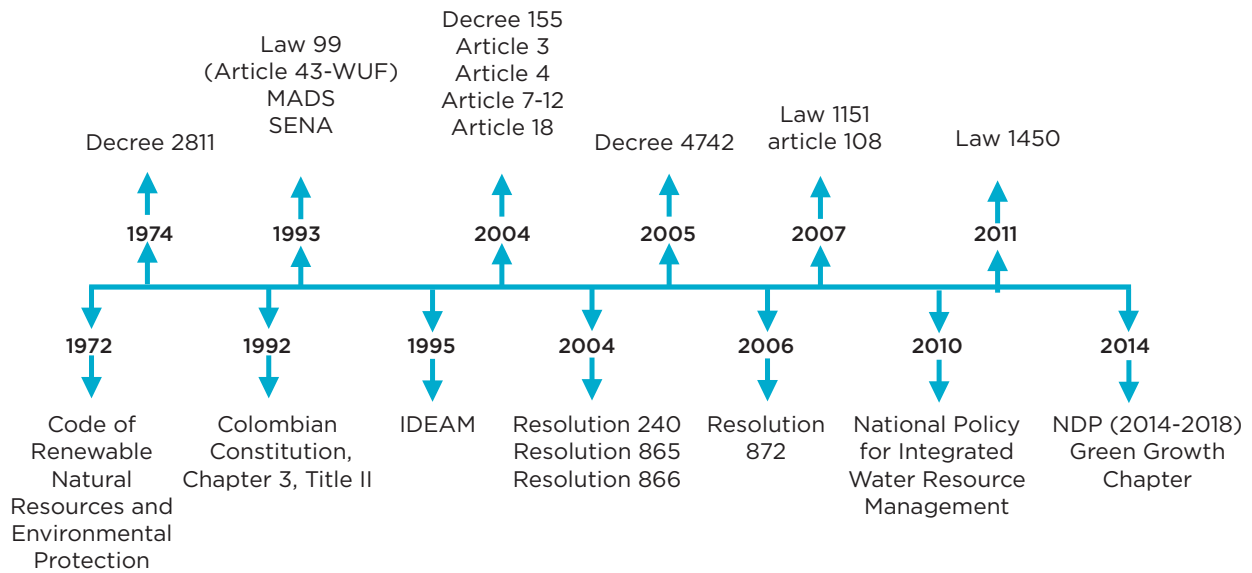 Decree 2811
Law 99
(Article 43-WUF)
MADS
SENA
Decree 155
Article 3
Article 4
Article 7-12
Article 18
Decree 4742
Law 1151
article 108
Law 1450
1974
1993
2004
2005
2007
2011
1972
1992
1995
2004
2006
2010
2014
Code of
Renewable
Natural
Resources and
Environmental
Protection
Colombian
Constitution,
Chapter 3, Title II
IDEAM
Resolution 240
Resolution 865
Resolution 866
Resolution
872
National Policy
for Integrated
Water Resource
Management
NDP (2014-2018)
Green Growth
Chapter